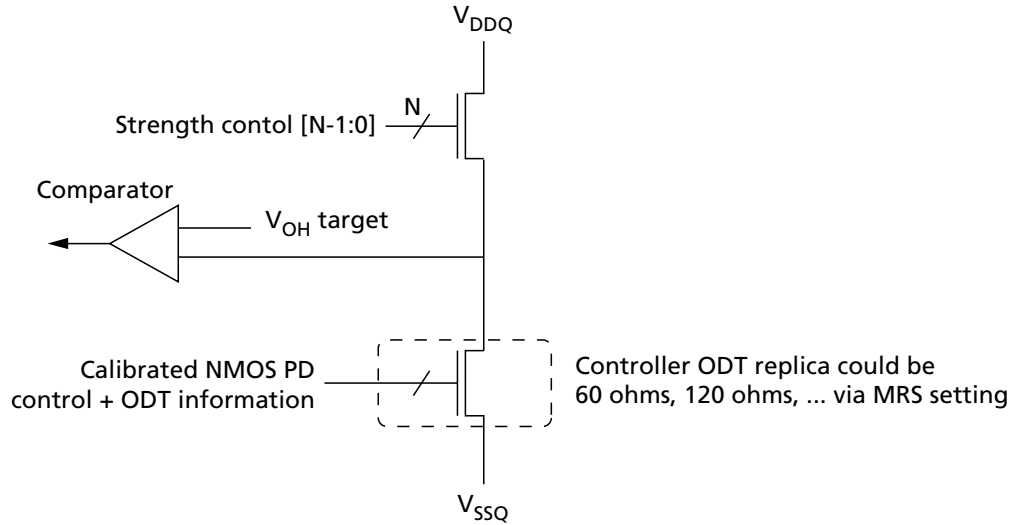 VDDQ
N
Strength contol [N-1:0]
Comparator
VOH target
Calibrated NMOS PD
control + ODT information
Controller ODT replica could be
60 ohms, 120 ohms, ... via MRS setting
VSSQ